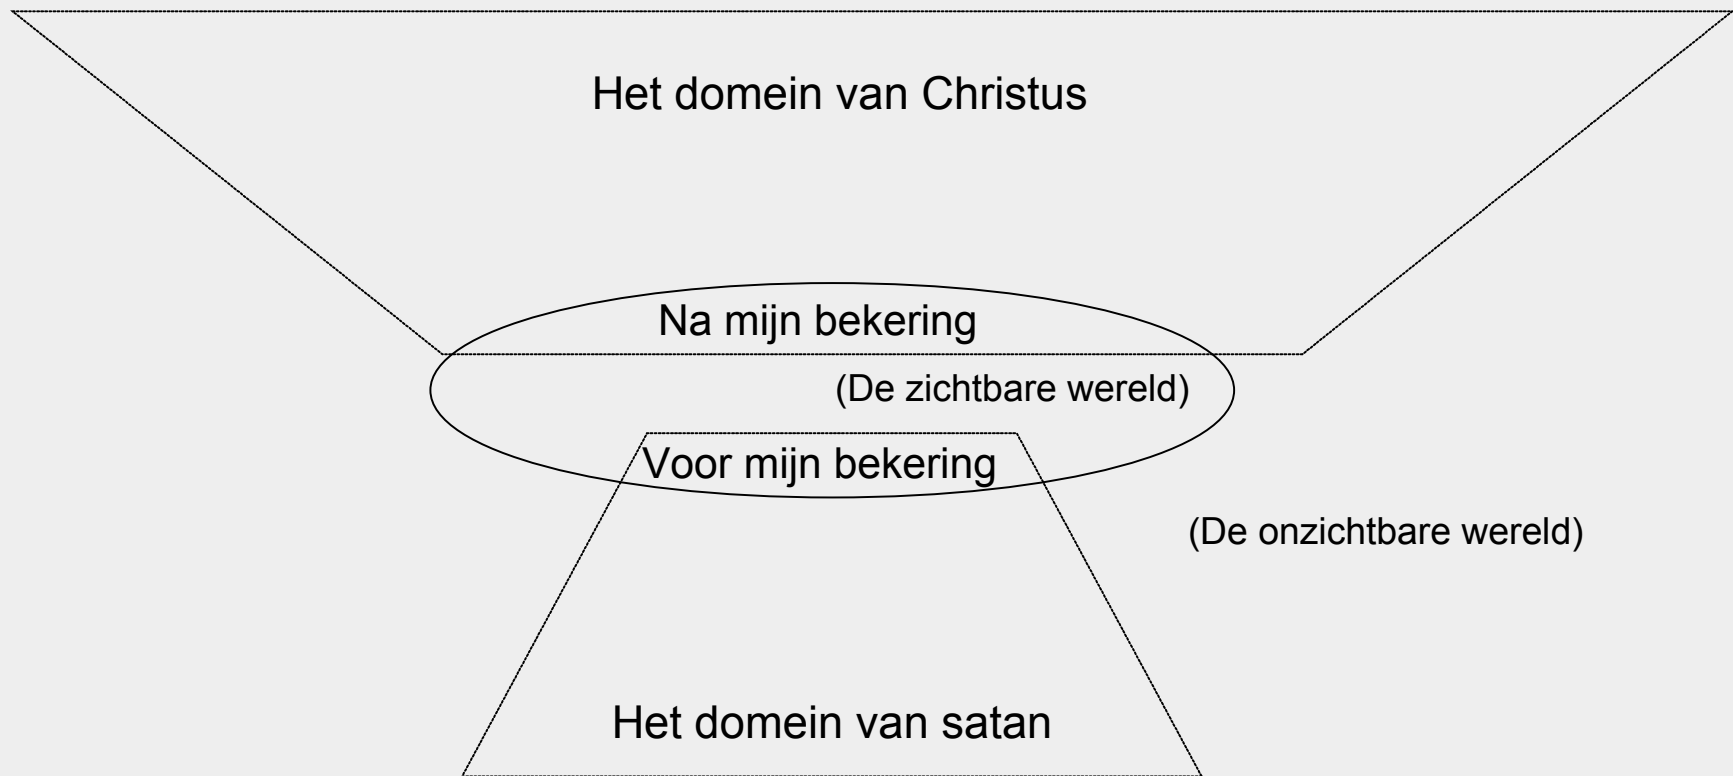 Het domein van Christus
Na mijn bekering
(De zichtbare wereld)
Voor mijn bekering
(De onzichtbare wereld)
Het domein van satan